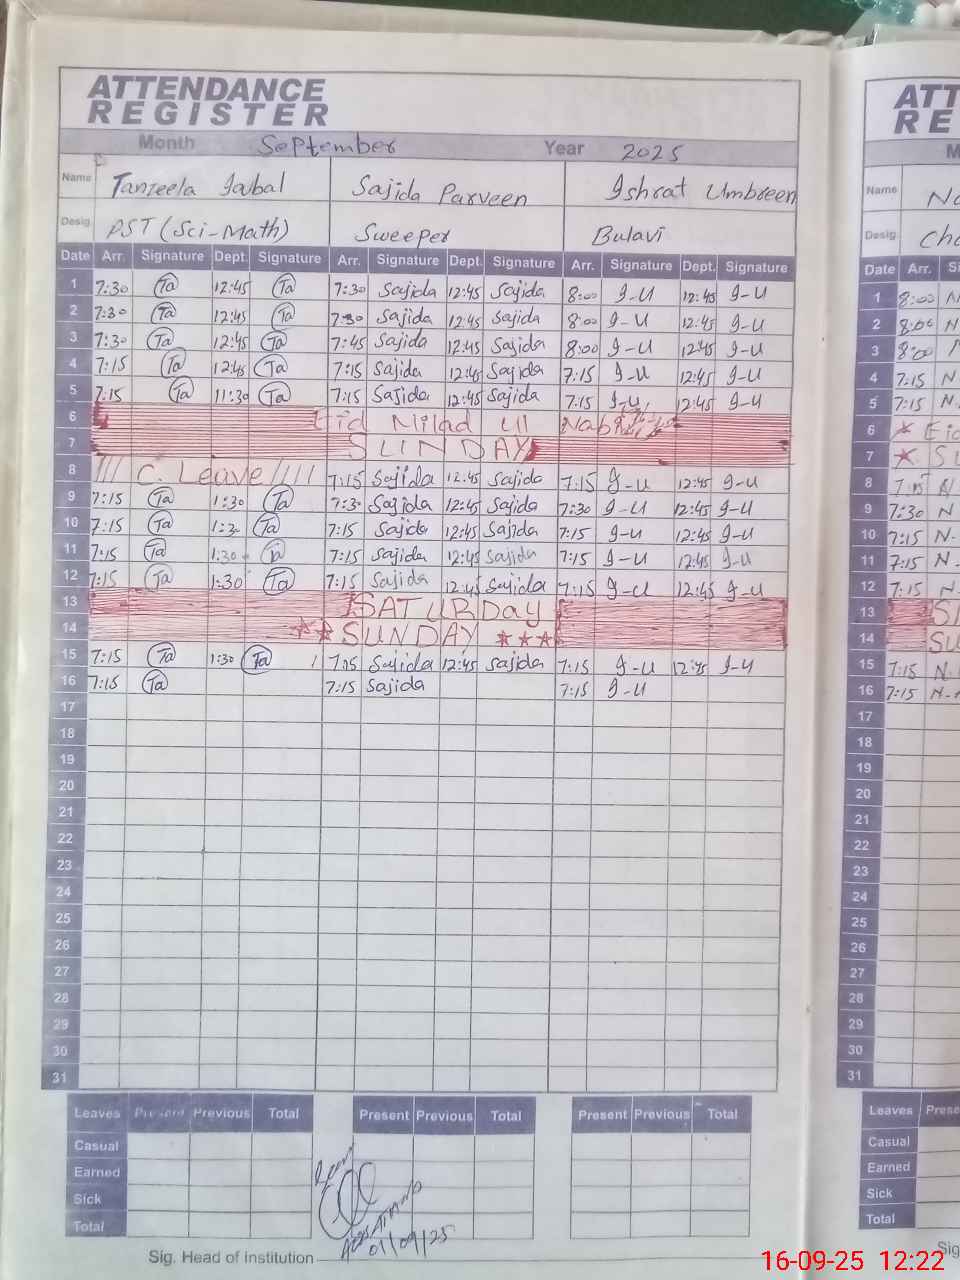 ATTENDANCE
REGISTER
Month September Year 2025
Name Tanzeela Iqbal Sajida Parveen Ishrat Umbreen
Desig. PST (Sci-Math) Sweeper Bulavi
Date Arr. Signature Dept. Signature Arr. Signature Dept. Signature Arr. Signature Dept. Signature
1 7:30 Ta 12:45 Ta 7:30 Sajida 12:45 Sajida 8:00 I-U 12:45 I-U
2 7:30 Ta 12:45 Ta 7:30 Sajida 12:45 Sajida 8:00 I-U 12:45 I-U
3 7:30 Ta 12:45 Ta 7:45 Sajida 12:45 Sajida 8:00 I-U 12:45 I-U
4 7:15 Ta 12:45 Ta 7:15 Sajida 12:45 Sajida 7:15 I-U 12:45 I-U
5 7:15 Ta 11:30 Ta 7:15 Sajida 12:45 Sajida 7:15 I-U 12:45 I-U
6 Eid Milad Ul Nabi
7 SUNDAY
8 C. Leave 7:15 Sajida 12:45 Sajida 7:15 I-U 12:45 I-U
9 7:15 Ta 1:30 Ta 7:30 Sajida 12:45 Sajida 7:30 I-U 12:45 I-U
10 7:15 Ta 1:3 Ta 7:15 Sajida 12:45 Sajida 7:15 I-U 12:45 I-U
11 7:15 Ta 1:30 Ta 7:15 Sajida 12:45 Sajida 7:15 I-U 12:45 I-U
12 7:15 Ta 1:30 Ta 7:15 Sajida 12:45 Sajida 7:15 I-U 12:45 I-U
13 SATURDay
14 SUNDAY
15 7:15 Ta 1:30 Ta 7:15 Sajida 12:45 Sajida 7:15 I-U 12:45 I-U
16 7:15 Ta 7:15 Sajida 7:15 I-U
17
18
19
20
21
22
23
24
25
26
27
28
29
30
31
Leaves Present Previous Total Present Previous Total Present Previous Total
Casual
Earned
Sick
Total
01/09/25
Sig. Head of institution
ATT
RE
M
Name
Desig.
Date Arr. Si
1 8:00 N
2 8:00 N
3 8:00
4 7:15 N.
5 7:15 N.
6 Eid
7 SU
8 7:15 N
9 7:30 N
10 7:15 N.
11 7:15 N.
12 7:15 N.
13
14 SU
15 7:15 N.
16 7:15 N.
17
18
19
20
21
22
23
24
25
26
27
28
29
30
31
Leaves Prese
Casual
Earned
Sick
Total
Sig
16-09-25 12:22